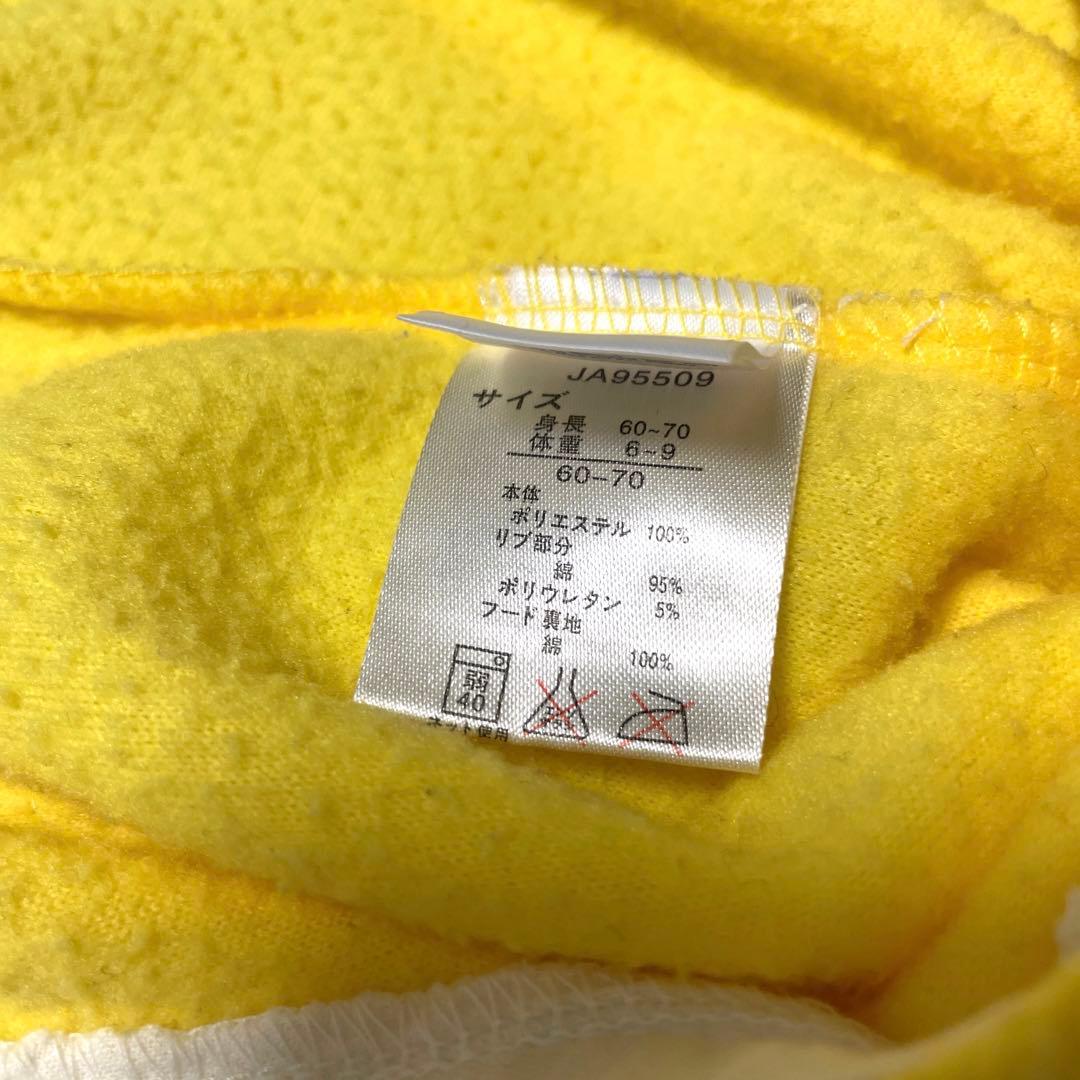 JA95509
サイズ
身長 60~70
体重 6~9
60-70
本体
ポリエステル 100%
リブ部分
綿 95%
ポリウレタン 5%
フード裏地
綿 100%
弱
40
ネット使用